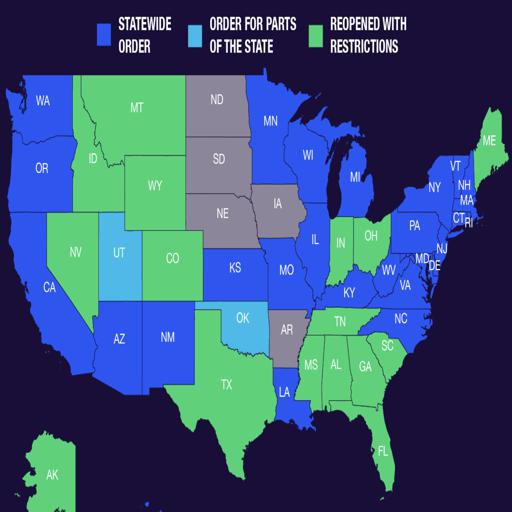 STATEWIDE
ORDER
ORDER FOR PARTS
OF THE STATE
REOPENED WITH
RESTRICTIONS
WA
MT
ND
MN
ME
OR
ID
SD
WI
MI
VT
NH
NY
MA
CT
RI
WY
NE
IA
PA
NV
UT
CO
IL
IN
OH
NJ
MD
DE
CA
KS
MO
WV
VA
KY
AZ
NM
OK
AR
TN
NC
SC
TX
LA
MS
AL
GA
FL
AK